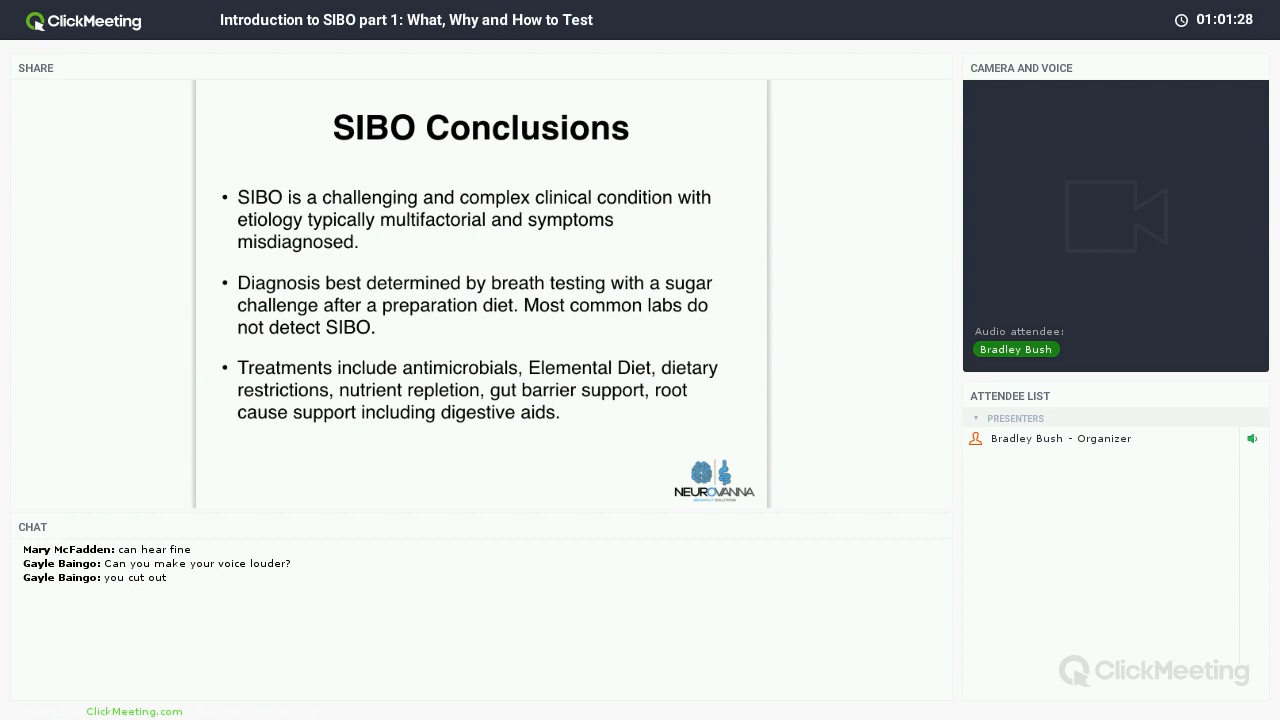 ClickMeeting
Introduction to SIBO part 1: What, Why and How to Test
01:01:28
SHARE
SIBO Conclusions
• SIBO is a challenging and complex clinical condition with
etiology typically multifactorial and symptoms
misdiagnosed.
• Diagnosis best determined by breath testing with a sugar
challenge after a preparation diet. Most common labs do
not detect SIBO.
• Treatments include antimicrobials, Elemental Diet, dietary
restrictions, nutrient repletion, gut barrier support, root
cause support including digestive aids.
NEUROVANNA
CAMERA AND VOICE
Audio attendee:
Bradley Bush
ATTENDEE LIST
PRESENTERS
Bradley Bush - Organizer
CHAT
Mary McFadden: can hear fine
Gayle Baingo: Can you make your voice louder?
Gayle Baingo: you cut out
ClickMeeting
ClickMeeting.com